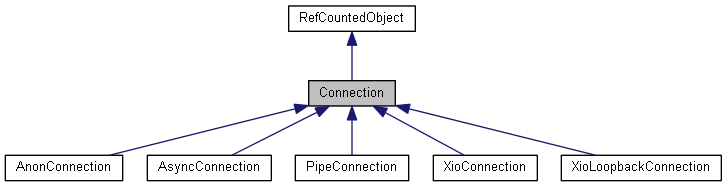 RefCountedObject
Connection
AnonConnection
AsyncConnection
PipeConnection
XioConnection
XioLoopbackConnection